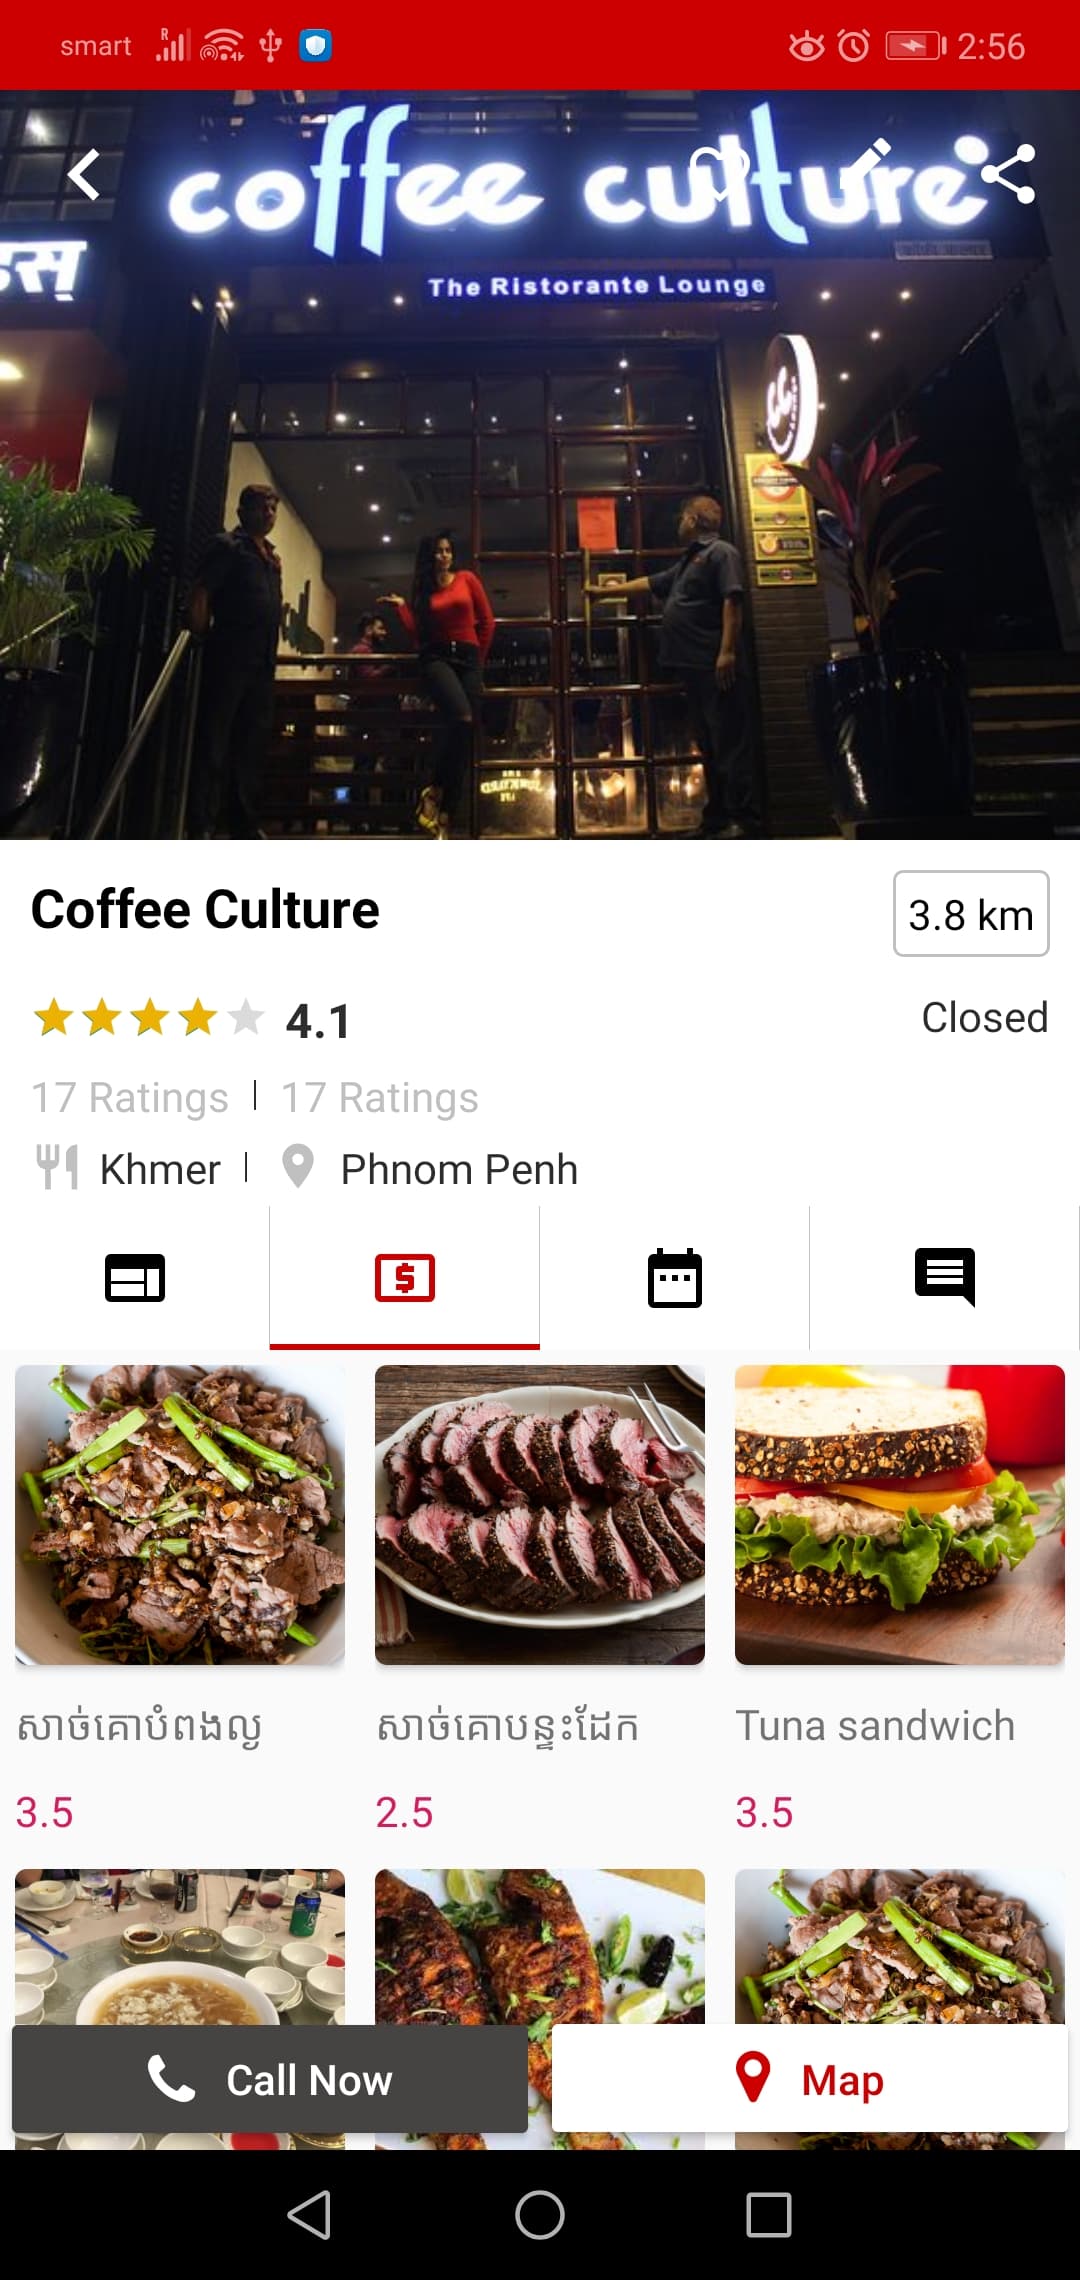 smart R 2:56
coffee culture
The Ristorante Lounge
Coffee Culture
3.8 km
4.1
Closed
17 Ratings | 17 Ratings
Khmer | Phnom Penh
សាច់គោបំពងល្ង
សាច់គោបន្ទះដែក
Tuna sandwich
3.5
2.5
3.5
Call Now
Map